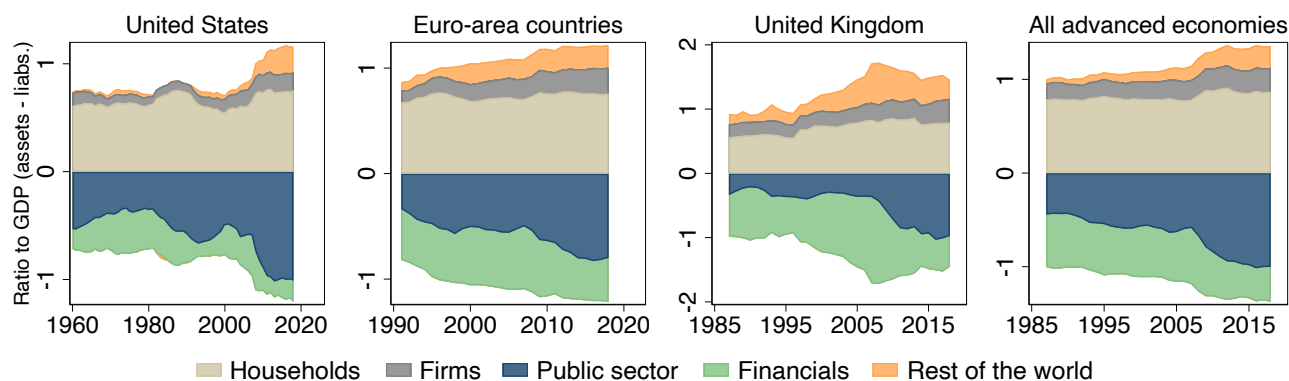 United States
Euro-area countries
United Kingdom
All advanced economies
Ratio to GDP (assets - liabs.)
1
0
-1
1960 1980 2000 2020
1
0
-1
1990 2000 2010 2020
2
1
0
-1
-2
1985 1995 2005 2015
1
0
-1
1985 1995 2005 2015
Households Firms Public sector Financials Rest of the world